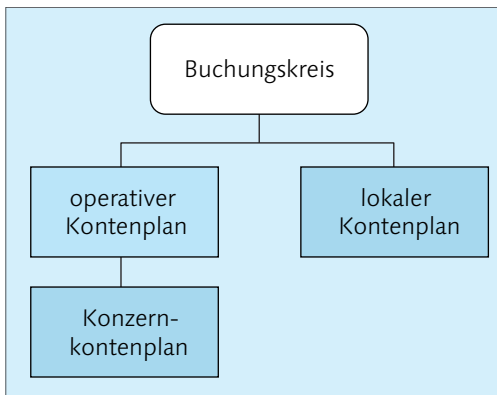 Buchungskreis
operativer
Kontenplan
lokaler
Kontenplan
Konzern-
kontenplan